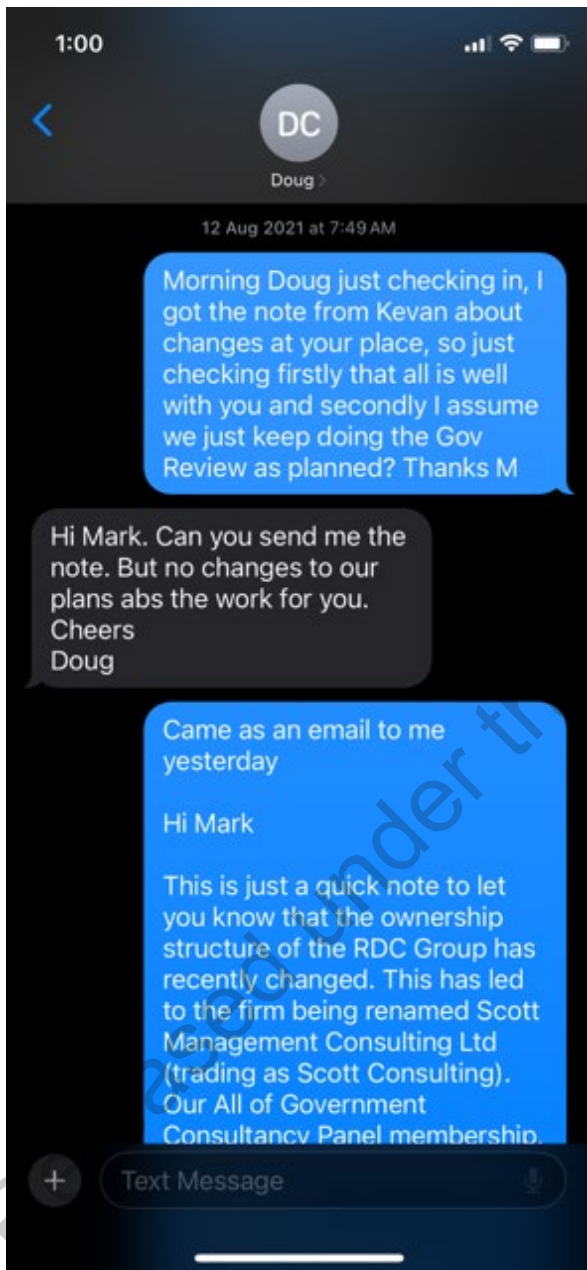 1:00
DC
Doug
12 Aug 2021 at 7:49 AM
Morning Doug just checking in, I
got the note from Kevan about
changes at your place, so just
checking firstly that all is well
with you and secondly I assume
we just keep doing the Gov
Review as planned? Thanks M
Hi Mark. Can you send me the
note. But no changes to our
plans abs the work for you.
Cheers
Doug
Came as an email to me
yesterday
Hi Mark
This is just a quick note to let
you know that the ownership
structure of the RDC Group has
recently changed. This has led
to the firm being renamed Scott
Management Consulting Ltd
(trading as Scott Consulting).
Our All of Government
Consultancy Panel membership,
Text Message
ased under t